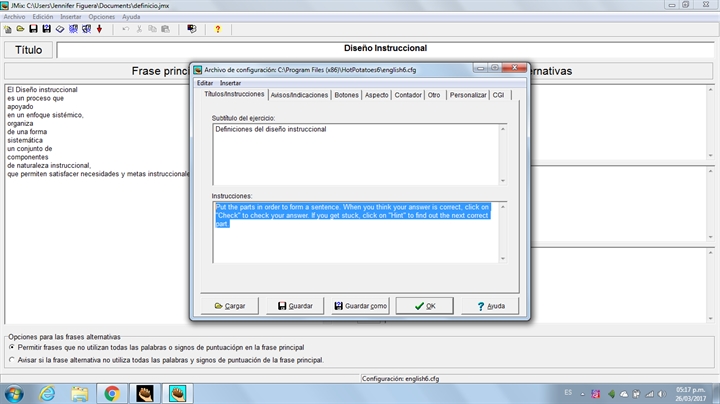 JMix: C:\Users\Jennifer Figuera\Documents\definicio.jmx
Archivo Edición Insertar Opciones Ayuda
Título
Diseño Instruccional
Frase princ
ernativas
El Diseño instruccional
es un proceso que
apoyado
en un enfoque sistémico,
organiza
de una forma
sistemática
un conjunto de
componentes
de naturaleza instruccional,
que permiten satisfacer necesidades y metas instruccionale
Archivo de configuración: C:\Program Files (x86)\HotPotatoes6\english6.cfg
Editar Insertar
Títulos/Instrucciones Avisos/Indicaciones Botones Aspecto Contador Otro Personalizar CGI
Subtítulo del ejercicio:
Definiciones del diseño instruccional
Instrucciones:
Put the parts in order to form a sentence. When you think your answer is correct, click on
"Check" to check your answer. If you get stuck, click on "Hint" to find out the next correct
part.
Cargar Guardar Guardar como OK Ayuda
Opciones para las frases alternativas
Permitir frases que no utilizan todas las palabras o signos de puntuaciópn en la frase principal
Avisar si la frase alternativa no utiliza todas las palabras y signos de puntuación de la frase principal.
Configuración: english6.cfg
ES
05:17 p.m.
26/03/2017